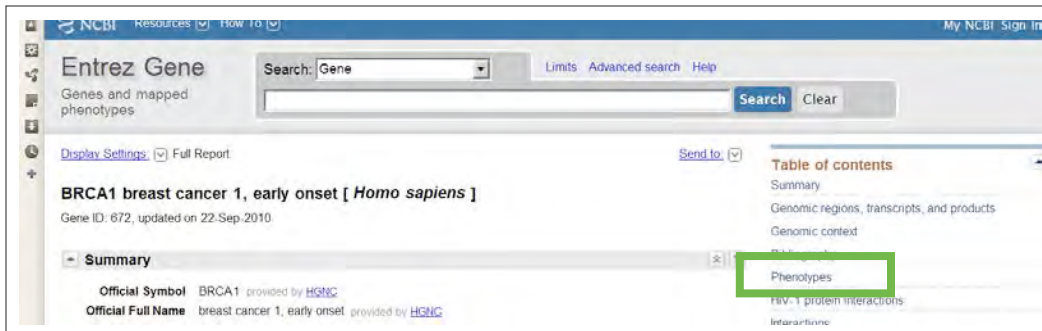 NCBI Resources How To My NCBI Sign In
Entrez Gene
Genes and mapped
phenotypes
Search: Gene
Limits Advanced search Help
Search Clear
Display Settings: Full Report Send to:
BRCA1 breast cancer 1, early onset [ Homo sapiens ]
Gene ID: 672, updated on 22-Sep-2010
Summary
Official Symbol BRCA1 provided by HGNC
Official Full Name breast cancer 1, early onset provided by HGNC
Table of contents
Summary
Genomic regions, transcripts, and products
Genomic context
Phenotypes
HIV-1 protein interactions
Interactions